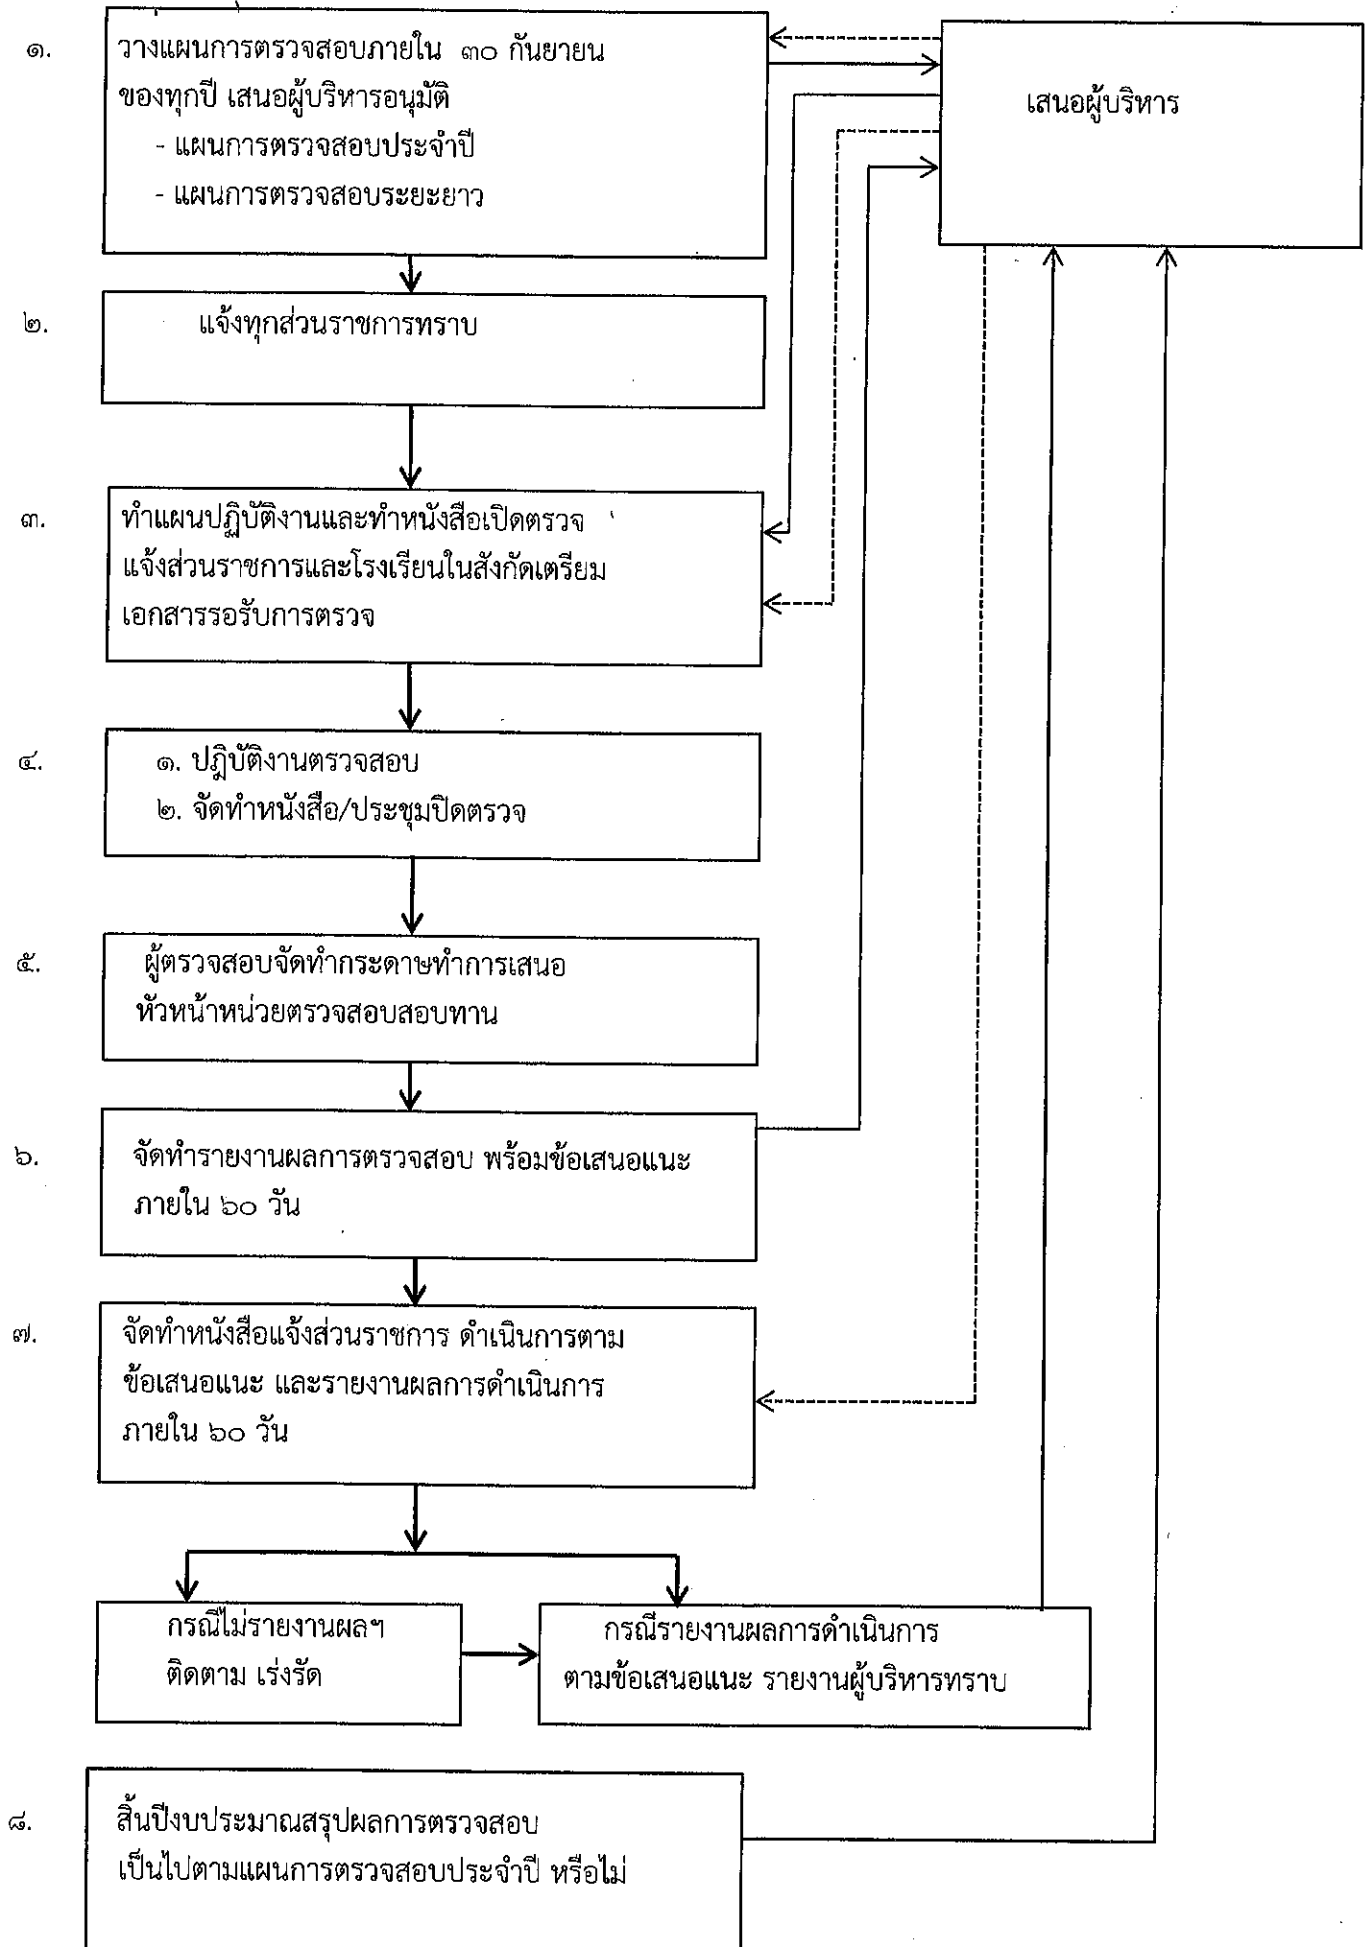 ๑.
วางแผนการตรวจสอบภายใน ๓๐ กันยายน
ของทุกปี เสนอผู้บริหารอนุมัติ
- แผนการตรวจสอบประจำปี
- แผนการตรวจสอบระยะยาว
เสนอผู้บริหาร
๒.
แจ้งทุกส่วนราชการทราบ
๓.
ทำแผนปฏิบัติงานและทำหนังสือเปิดตรวจ
แจ้งส่วนราชการและโรงเรียนในสังกัดเตรียม
เอกสารรอรับการตรวจ
๔.
๑. ปฏิบัติงานตรวจสอบ
๒. จัดทำหนังสือ/ประชุมปิดตรวจ
๕.
ผู้ตรวจสอบจัดทำกระดาษทำการเสนอ
หัวหน้าหน่วยตรวจสอบสอบทาน
๖.
จัดทำรายงานผลการตรวจสอบ พร้อมข้อเสนอแนะ
ภายใน ๖๐ วัน
๗.
จัดทำหนังสือแจ้งส่วนราชการ ดำเนินการตาม
ข้อเสนอแนะ และรายงานผลการดำเนินการ
ภายใน ๖๐ วัน
กรณีไม่รายงานผลฯ
ติดตาม เร่งรัด
กรณีรายงานผลการดำเนินการ
ตามข้อเสนอแนะ รายงานผู้บริหารทราบ
๘.
สิ้นปีงบประมาณสรุปผลการตรวจสอบ
เป็นไปตามแผนการตรวจสอบประจำปี หรือไม่